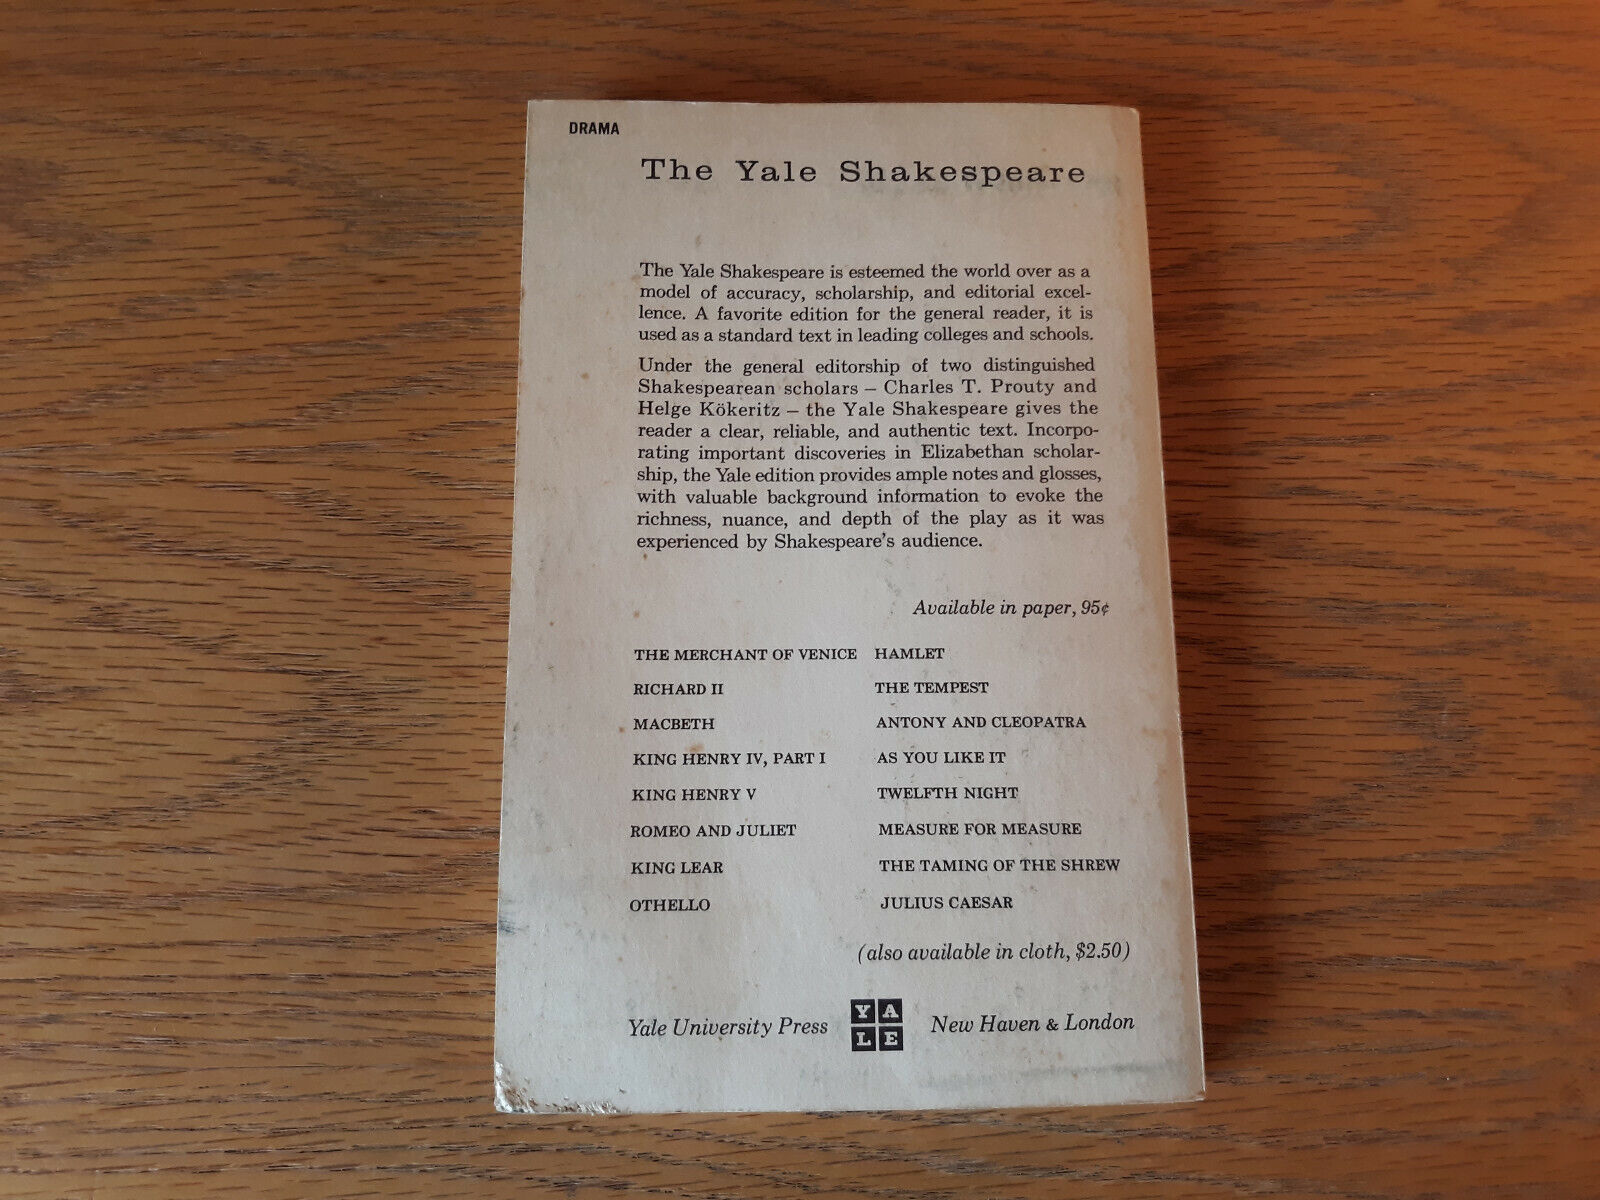 DRAMA
The Yale Shakespeare
The Yale Shakespeare is esteemed the world over as a
model of accuracy, scholarship, and editorial excel-
lence. A favorite edition for the general reader, it is
used as a standard text in leading colleges and schools.
Under the general editorship of two distinguished
Shakespearean scholars – Charles T. Prouty and
Helge Kökeritz – the Yale Shakespeare gives the
reader a clear, reliable, and authentic text. Incorpo-
rating important discoveries in Elizabethan scholar-
ship, the Yale edition provides ample notes and glosses,
with valuable background information to evoke the
richness, nuance, and depth of the play as it was
experienced by Shakespeare's audience.
Available in paper, 95¢
THE MERCHANT OF VENICE HAMLET
RICHARD II THE TEMPEST
MACBETH ANTONY AND CLEOPATRA
KING HENRY IV, PART I AS YOU LIKE IT
KING HENRY V TWELFTH NIGHT
ROMEO AND JULIET MEASURE FOR MEASURE
KING LEAR THE TAMING OF THE SHREW
OTHELLO JULIUS CAESAR
(also available in cloth, $2.50)
Yale University Press YALE New Haven & London